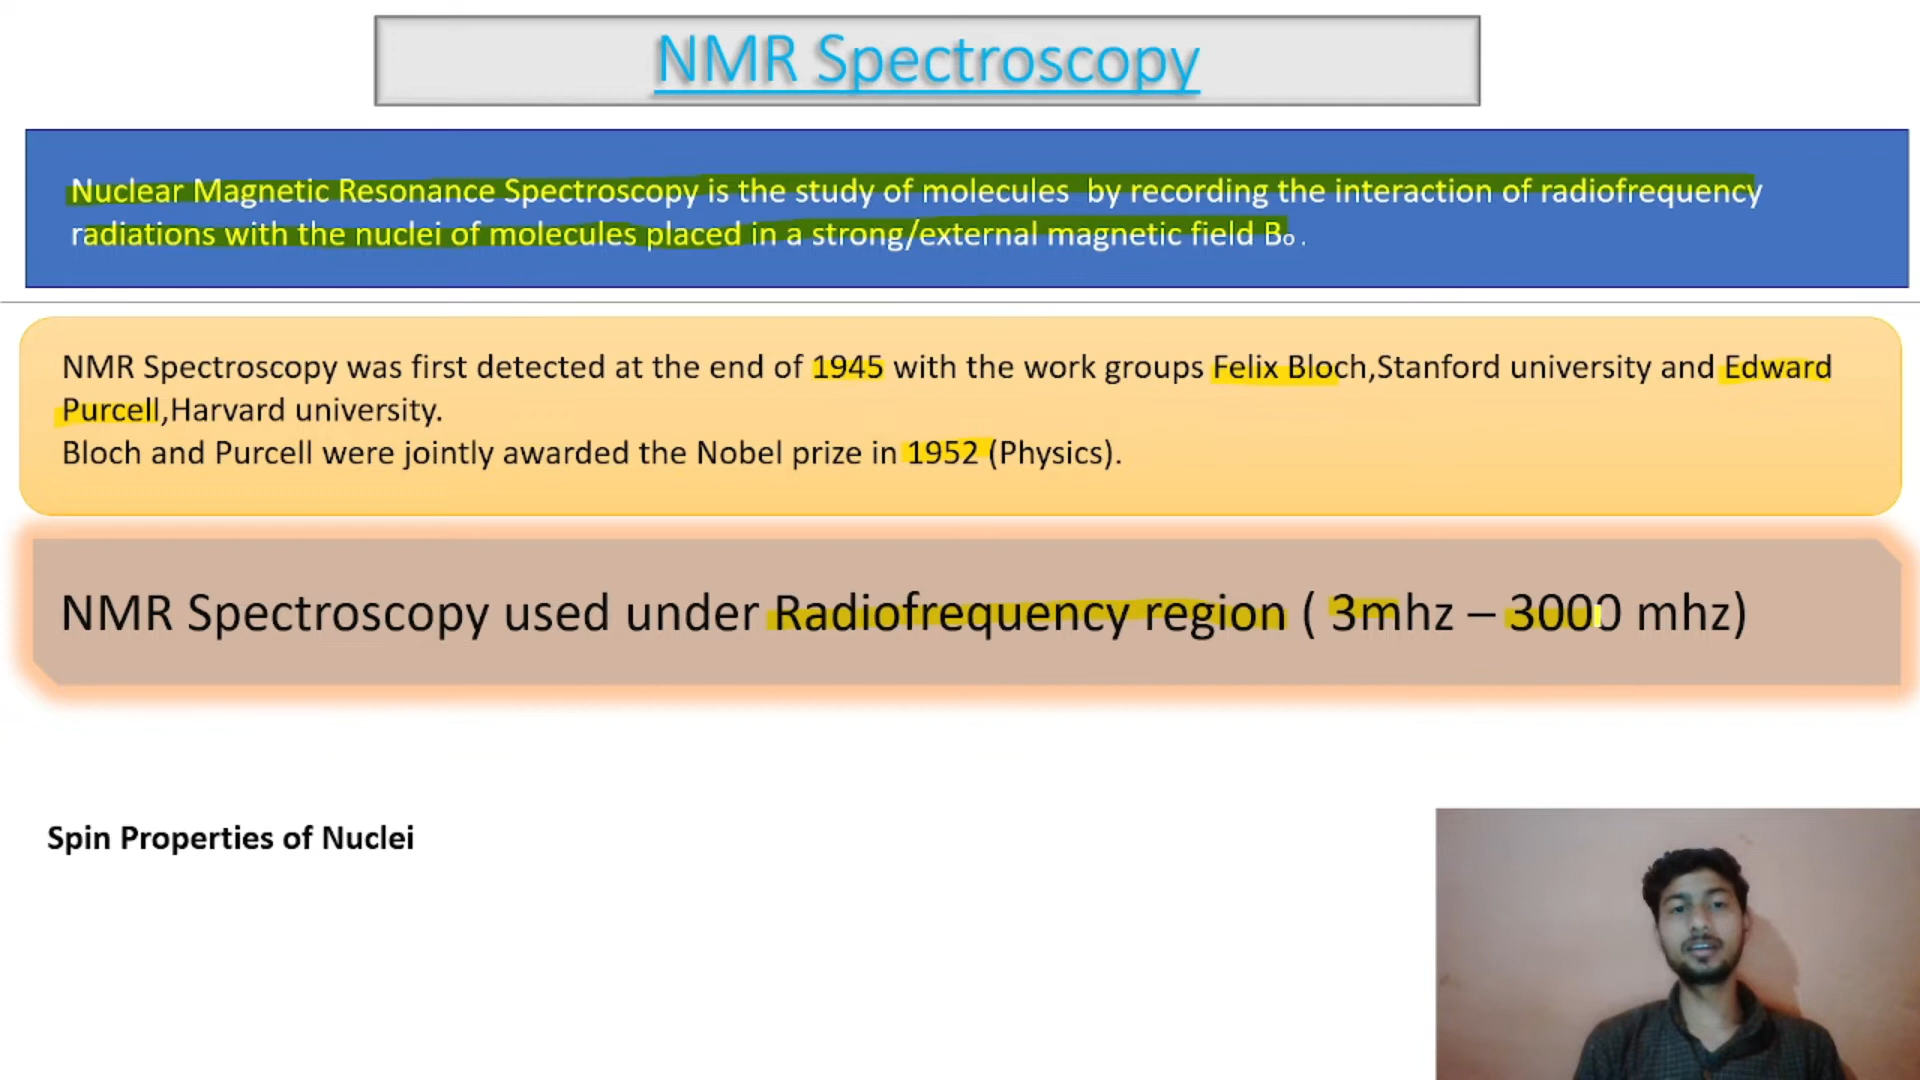 NMR Spectroscopy
Nuclear Magnetic Resonance Spectroscopy is the study of molecules by recording the interaction of radiofrequency
radiations with the nuclei of molecules placed in a strong/external magnetic field B₀ .
NMR Spectroscopy was first detected at the end of 1945 with the work groups Felix Bloch,Stanford university and Edward
Purcell,Harvard university.
Bloch and Purcell were jointly awarded the Nobel prize in 1952 (Physics).
NMR Spectroscopy used under Radiofrequency region ( 3mhz – 3000 mhz)
Spin Properties of Nuclei